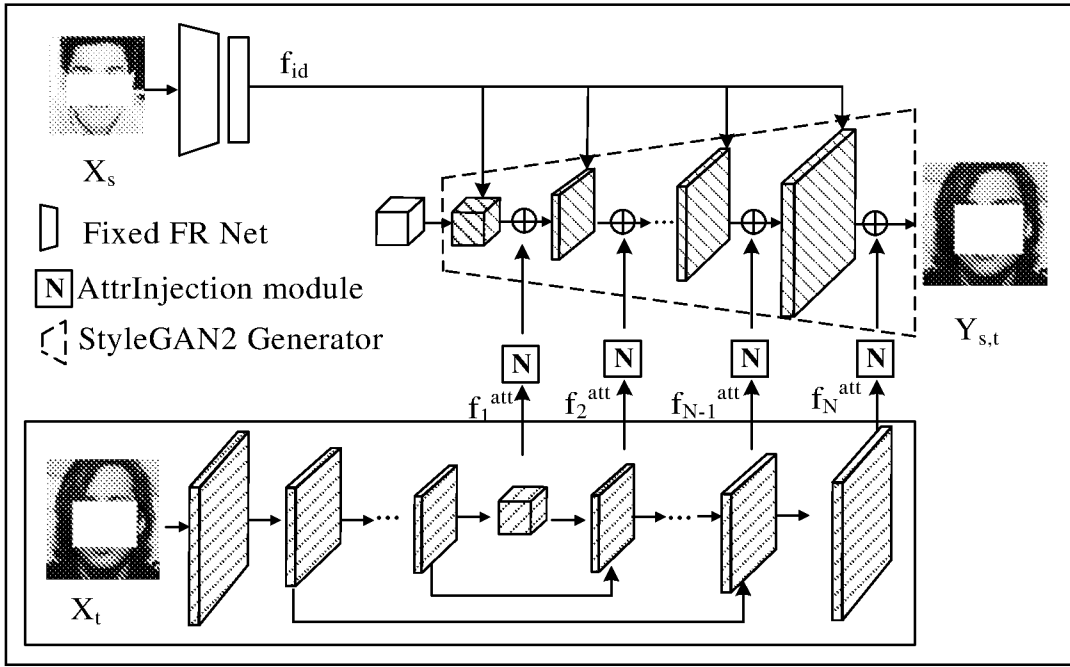 f_id
X_s
Fixed FR Net
N AttrInjection module
StyleGAN2 Generator
Y_s,t
N N N N
f_1^att f_2^att f_N-1^att f_N^att
X_t